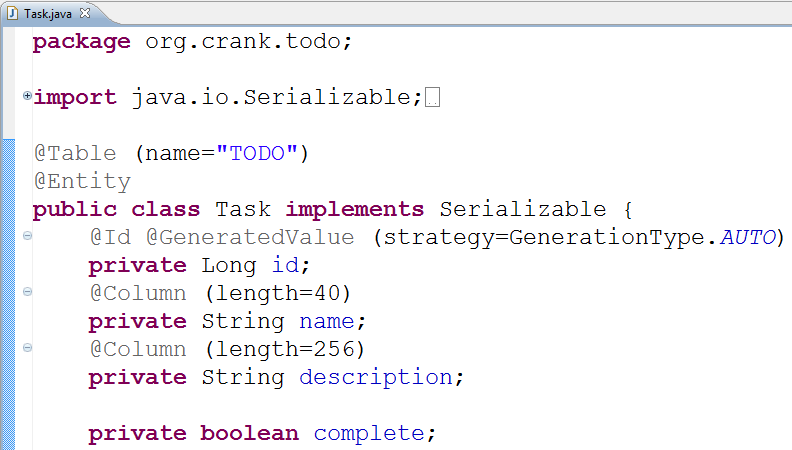 Task.java
package org.crank.todo;
import java.io.Serializable;
@Table (name="TODO")
@Entity
public class Task implements Serializable {
@Id @GeneratedValue (strategy=GenerationType.AUTO)
private Long id;
@Column (length=40)
private String name;
@Column (length=256)
private String description;
private boolean complete;